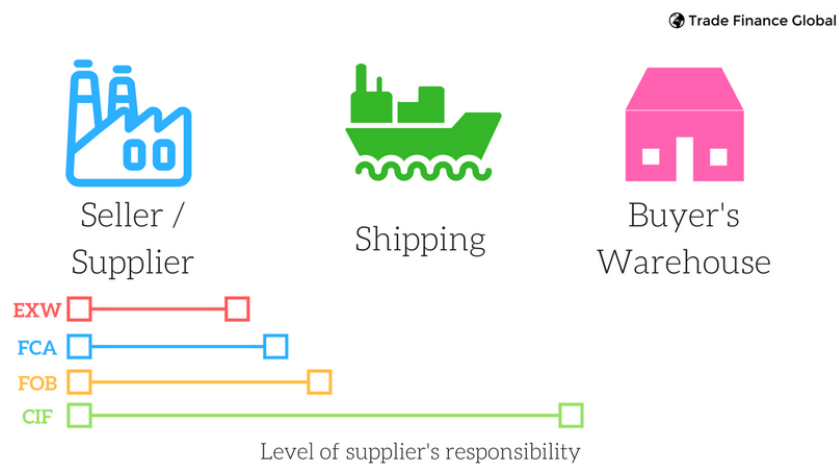 Trade Finance Global
Seller /
Supplier
Shipping
Buyer's
Warehouse
EXW
FCA
FOB
CIF
Level of supplier's responsibility